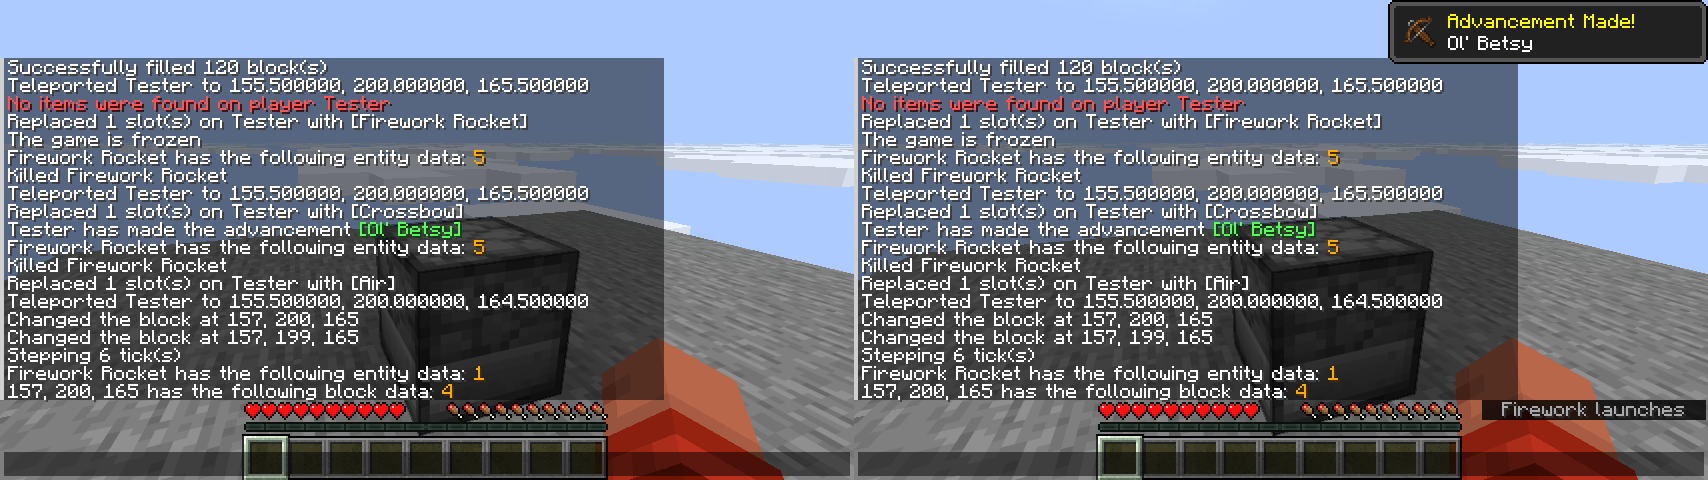 Successfully filled 120 block(s)
Teleported Tester to 155.500000, 200.000000, 165.500000
No items were found on player Tester
Replaced 1 slot(s) on Tester with [Firework Rocket]
The game is frozen
Firework Rocket has the following entity data: 5
Killed Firework Rocket
Teleported Tester to 155.500000, 200.000000, 165.500000
Replaced 1 slot(s) on Tester with [Crossbow]
Tester has made the advancement [Ol' Betsy]
Firework Rocket has the following entity data: 5
Killed Firework Rocket
Replaced 1 slot(s) on Tester with [Air]
Teleported Tester to 155.500000, 200.000000, 164.500000
Changed the block at 157, 200, 165
Changed the block at 157, 199, 165
Stepping 6 tick(s)
Firework Rocket has the following entity data: 1
157, 200, 165 has the following block data: 4
Advancement Made!
Ol' Betsy
Successfully filled 120 block(s)
Teleported Tester to 155.500000, 200.000000, 165.500000
No items were found on player Tester
Replaced 1 slot(s) on Tester with [Firework Rocket]
The game is frozen
Firework Rocket has the following entity data: 5
Killed Firework Rocket
Teleported Tester to 155.500000, 200.000000, 165.500000
Replaced 1 slot(s) on Tester with [Crossbow]
Tester has made the advancement [Ol' Betsy]
Firework Rocket has the following entity data: 5
Killed Firework Rocket
Replaced 1 slot(s) on Tester with [Air]
Teleported Tester to 155.500000, 200.000000, 164.500000
Changed the block at 157, 200, 165
Changed the block at 157, 199, 165
Stepping 6 tick(s)
Firework Rocket has the following entity data: 1
157, 200, 165 has the following block data: 4
Firework launches